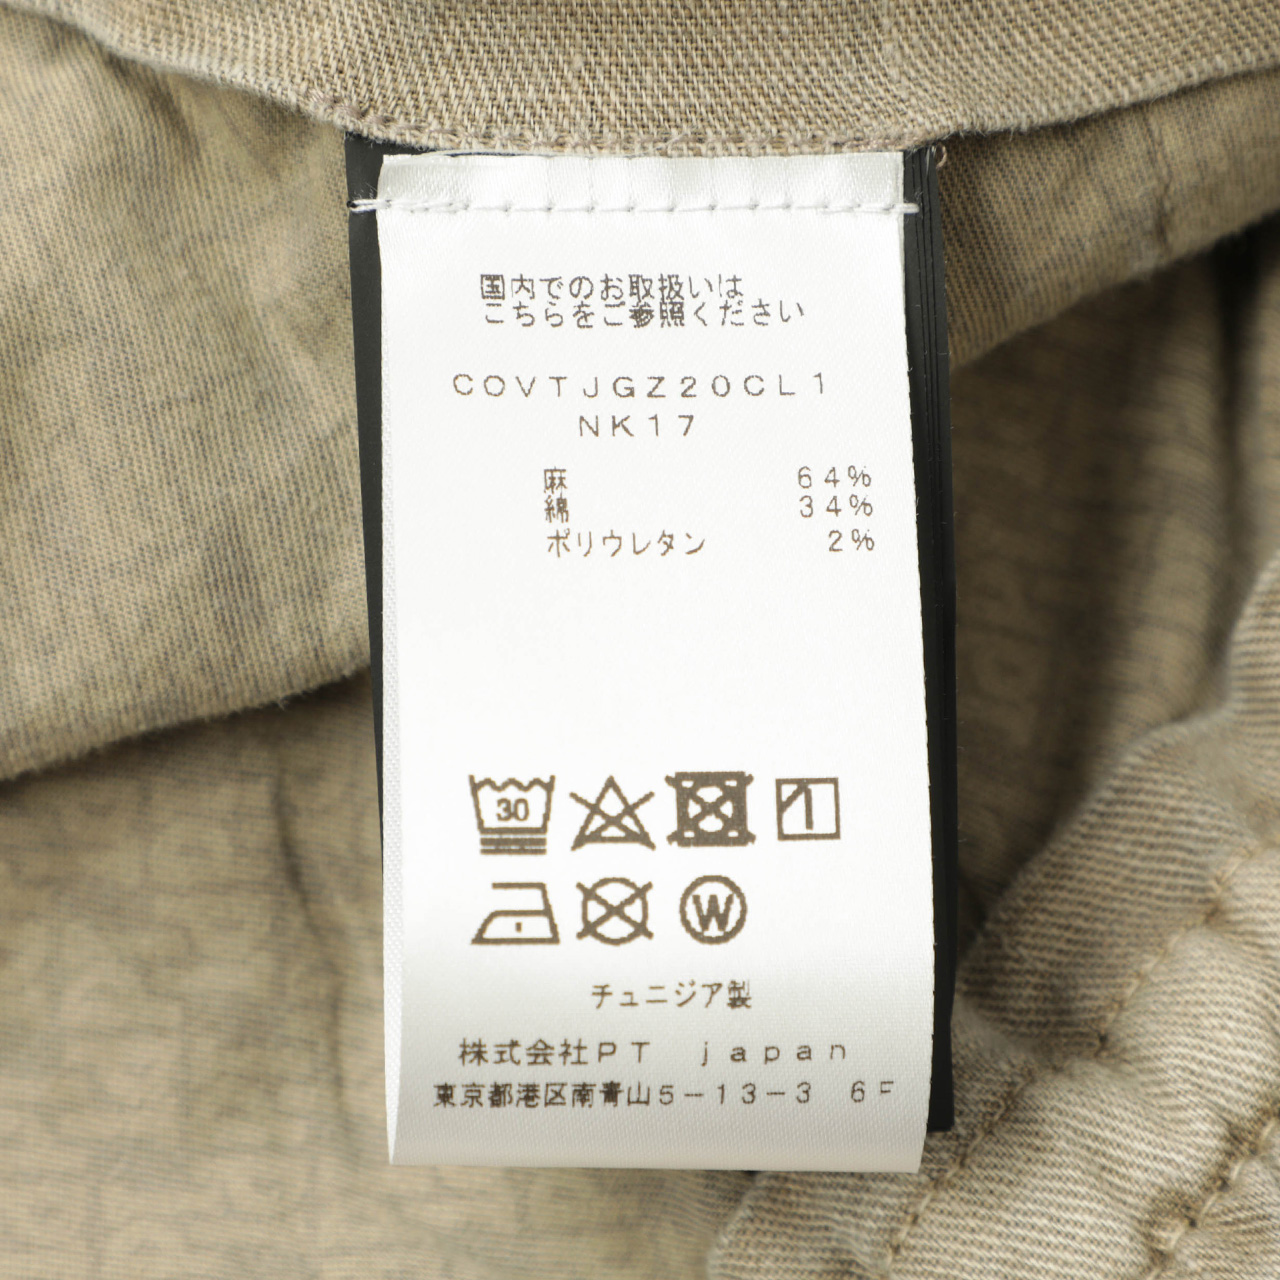 国内でのお取扱いは
こちらをご参照ください
COVTJGZ20CL1
NK17
麻 64%
綿 34%
ポリウレタン 2%
30
W
チュニジア製
株式会社PT japan
東京都港区南青山5-13-3 6F